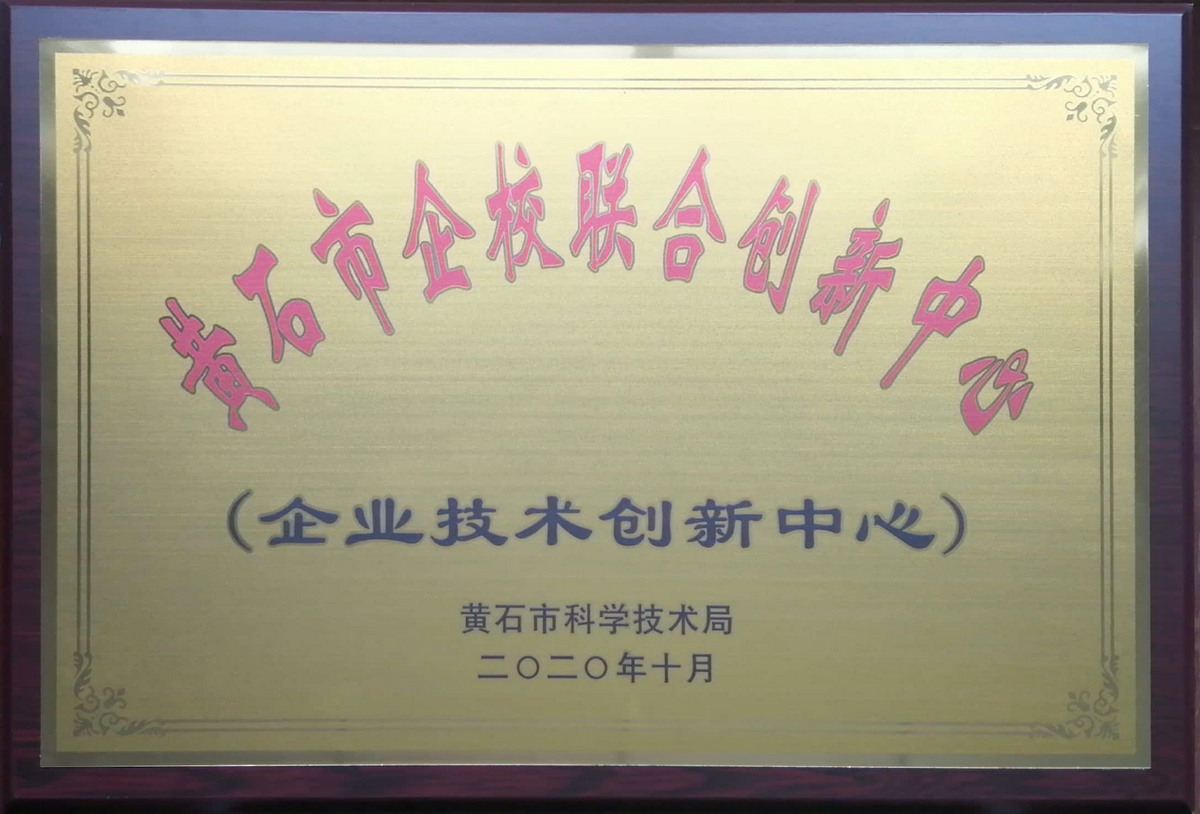 黄石市企校联合创新中心
（企业技术创新中心）
黄石市科学技术局
二〇二〇年十月